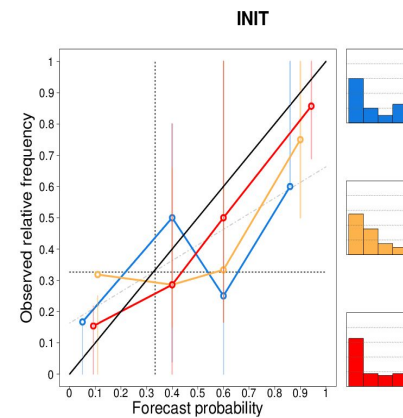 INIT
1
0.9
0.8
0.7
0.6
0.5
0.4
0.3
0.2
0.1
0
Observed relative frequency
0 0.1 0.2 0.3 0.4 0.5 0.6 0.7 0.8 0.9 1
Forecast probability